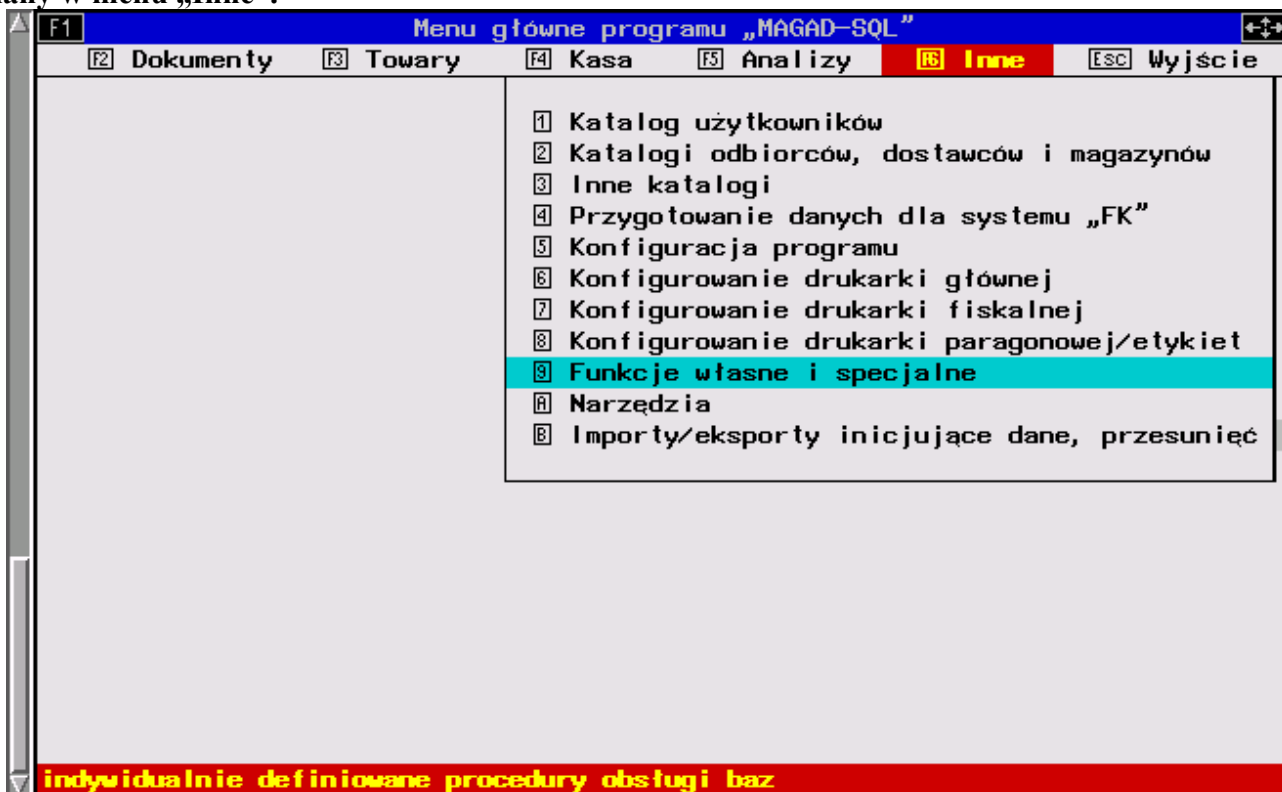 w menu „Inne”.
F1 Menu główne programu „MAGAD-SQL”
F2 Dokumenty F3 Towary F4 Kasa F5 Analizy F6 Inne ESC Wyjście
1 Katalog użytkowników
2 Katalogi odbiorców, dostawców i magazynów
3 Inne katalogi
4 Przygotowanie danych dla systemu „FK”
5 Konfiguracja programu
6 Konfigurowanie drukarki głównej
7 Konfigurowanie drukarki fiskalnej
8 Konfigurowanie drukarki paragonowej/etykiet
9 Funkcje własne i specjalne
A Narzędzia
B Importy/eksporty inicjujące dane, przesunięć
indywidualnie definiowane procedury obsługi baz